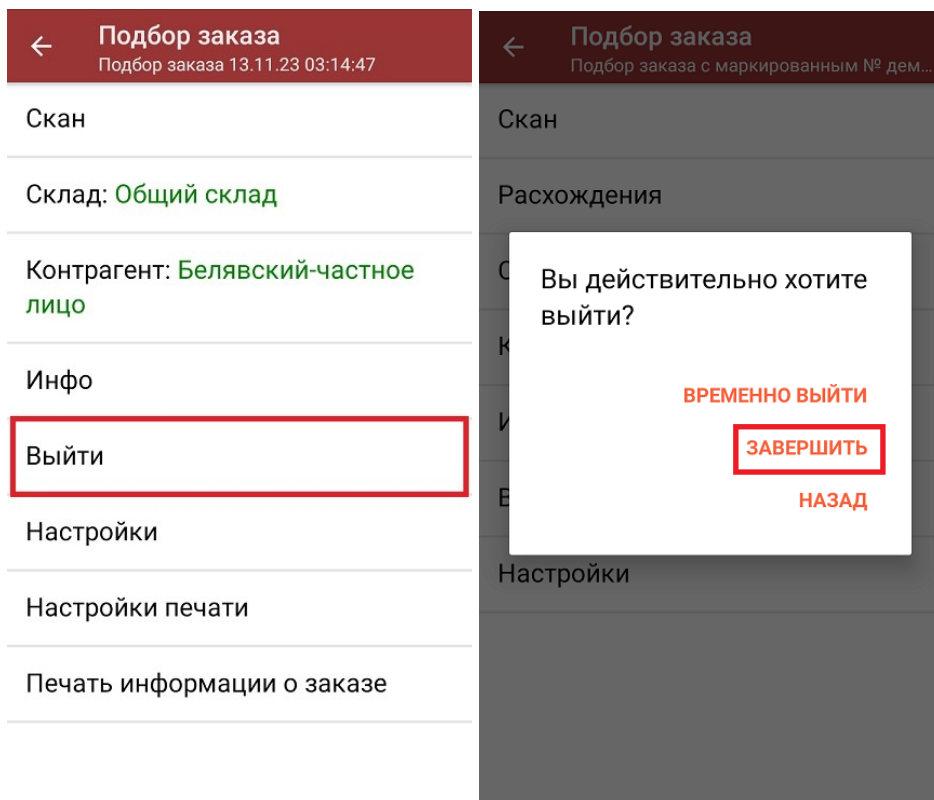 Подбор заказа
Подбор заказа 13.11.23 03:14:47
Скан
Склад: Общий склад
Контрагент: Белявский-частное
лицо
Инфо
Выйти
Настройки
Настройки печати
Печать информации о заказе
Подбор заказа
Подбор заказа с маркированным № дем...
Скан
Расхождения
Вы действительно хотите
выйти?
ВРЕМЕННО ВЫЙТИ
ЗАВЕРШИТЬ
НАЗАД
Настройки